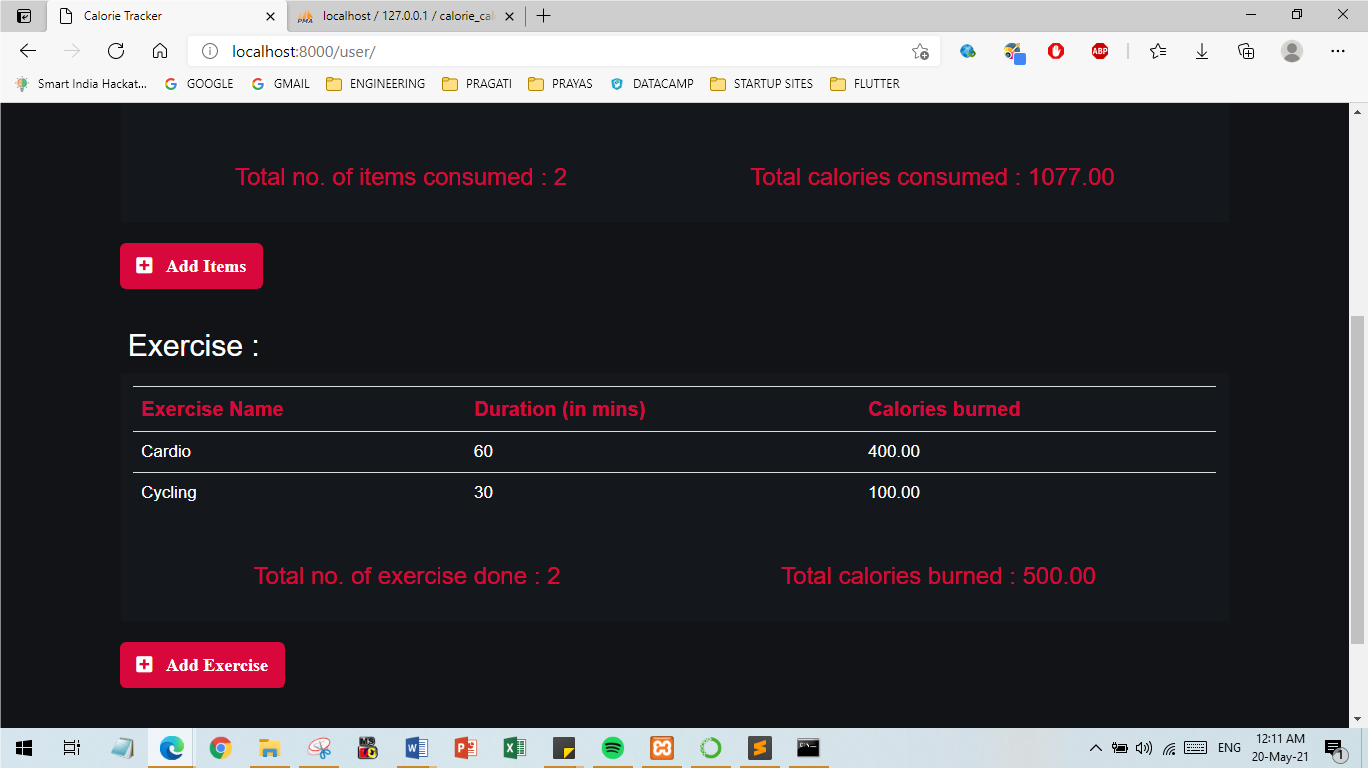 Calorie Tracker
localhost / 127.0.0.1 / calorie_cal
localhost:8000/user/
ABP
Smart India Hackat...
GOOGLE
GMAIL
ENGINEERING
PRAGATI
PRAYAS
DATACAMP
STARTUP SITES
FLUTTER
Total no. of items consumed : 2 Total calories consumed : 1077.00
Add Items
Exercise :
Exercise Name Duration (in mins) Calories burned
Cardio 60 400.00
Cycling 30 100.00
Total no. of exercise done : 2 Total calories burned : 500.00
Add Exercise
ENG
12:11 AM
20-May-21
1